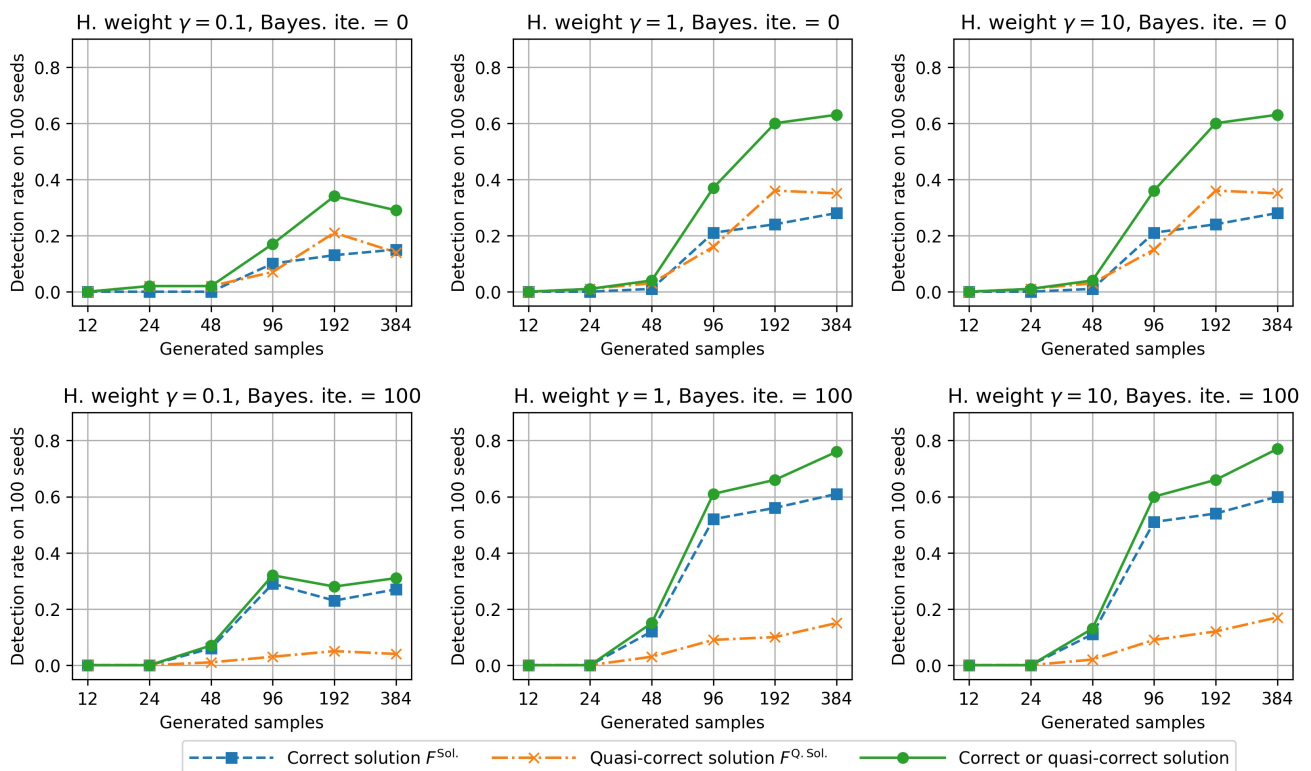 H. weight γ = 0.1, Bayes. ite. = 0
Detection rate on 100 seeds
0.8
0.6
0.4
0.2
0.0
12 24 48 96 192 384
Generated samples
H. weight γ = 1, Bayes. ite. = 0
Detection rate on 100 seeds
0.8
0.6
0.4
0.2
0.0
12 24 48 96 192 384
Generated samples
H. weight γ = 10, Bayes. ite. = 0
Detection rate on 100 seeds
0.8
0.6
0.4
0.2
0.0
12 24 48 96 192 384
Generated samples
H. weight γ = 0.1, Bayes. ite. = 100
Detection rate on 100 seeds
0.8
0.6
0.4
0.2
0.0
12 24 48 96 192 384
Generated samples
H. weight γ = 1, Bayes. ite. = 100
Detection rate on 100 seeds
0.8
0.6
0.4
0.2
0.0
12 24 48 96 192 384
Generated samples
H. weight γ = 10, Bayes. ite. = 100
Detection rate on 100 seeds
0.8
0.6
0.4
0.2
0.0
12 24 48 96 192 384
Generated samples
Correct solution F^Sol. Quasi-correct solution F^Q. Sol. Correct or quasi-correct solution